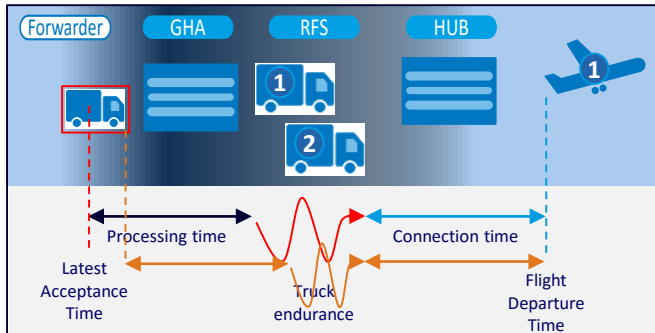 Forwarder
GHA
RFS
HUB
1
1
2
Processing time
Connection time
Latest
Acceptance
Time
Truck
endurance
Flight
Departure
Time